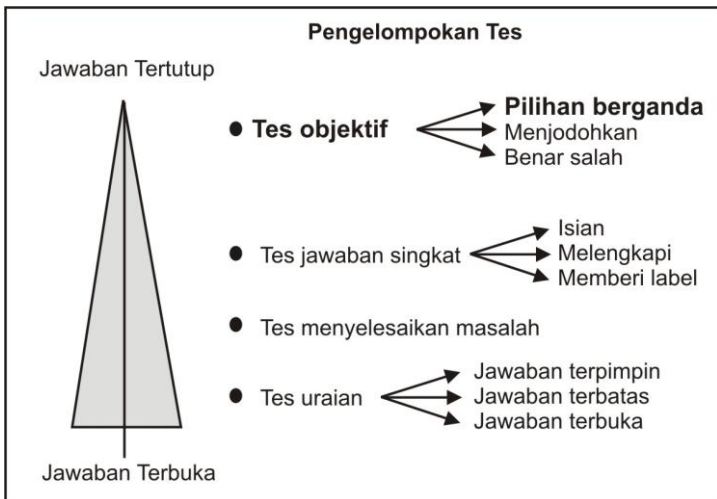 Pengelompokan Tes
Jawaban Tertutup
Tes objektif
Pilihan berganda
Menjodohkan
Benar salah
Tes jawaban singkat
Isian
Melengkapi
Memberi label
Tes menyelesaikan masalah
Tes uraian
Jawaban terpimpin
Jawaban terbatas
Jawaban terbuka
Jawaban Terbuka